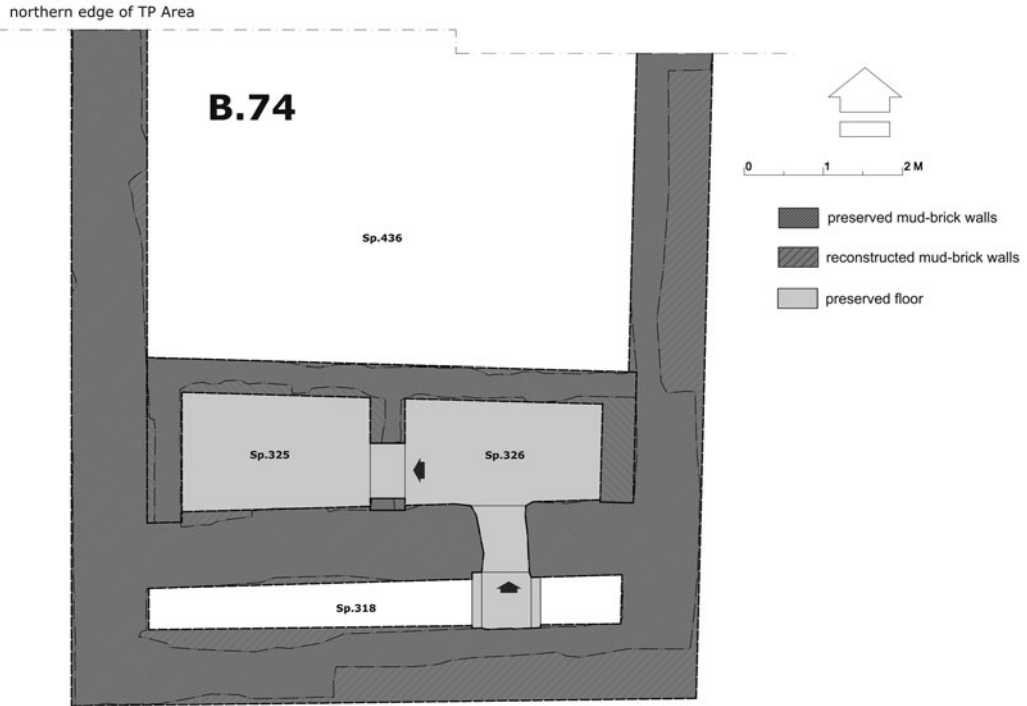 northern edge of TP Area
B.74
0 1 2 M
preserved mud-brick walls
Sp.436
reconstructed mud-brick walls
preserved floor
Sp.325
Sp.326
Sp.318